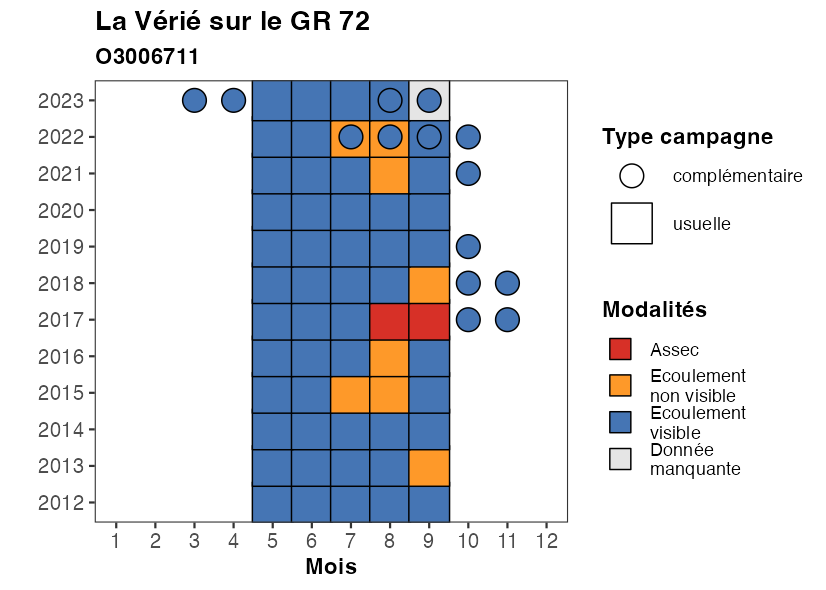 La Vérié sur le GR 72
O3006711
2023
2022
2021
2020
2019
2018
2017
2016
2015
2014
2013
2012
1 2 3 4 5 6 7 8 9 10 11 12
Mois
Type campagne
complémentaire
usuelle
Modalités
Assec
Ecoulement
non visible
Ecoulement
visible
Donnée
manquante